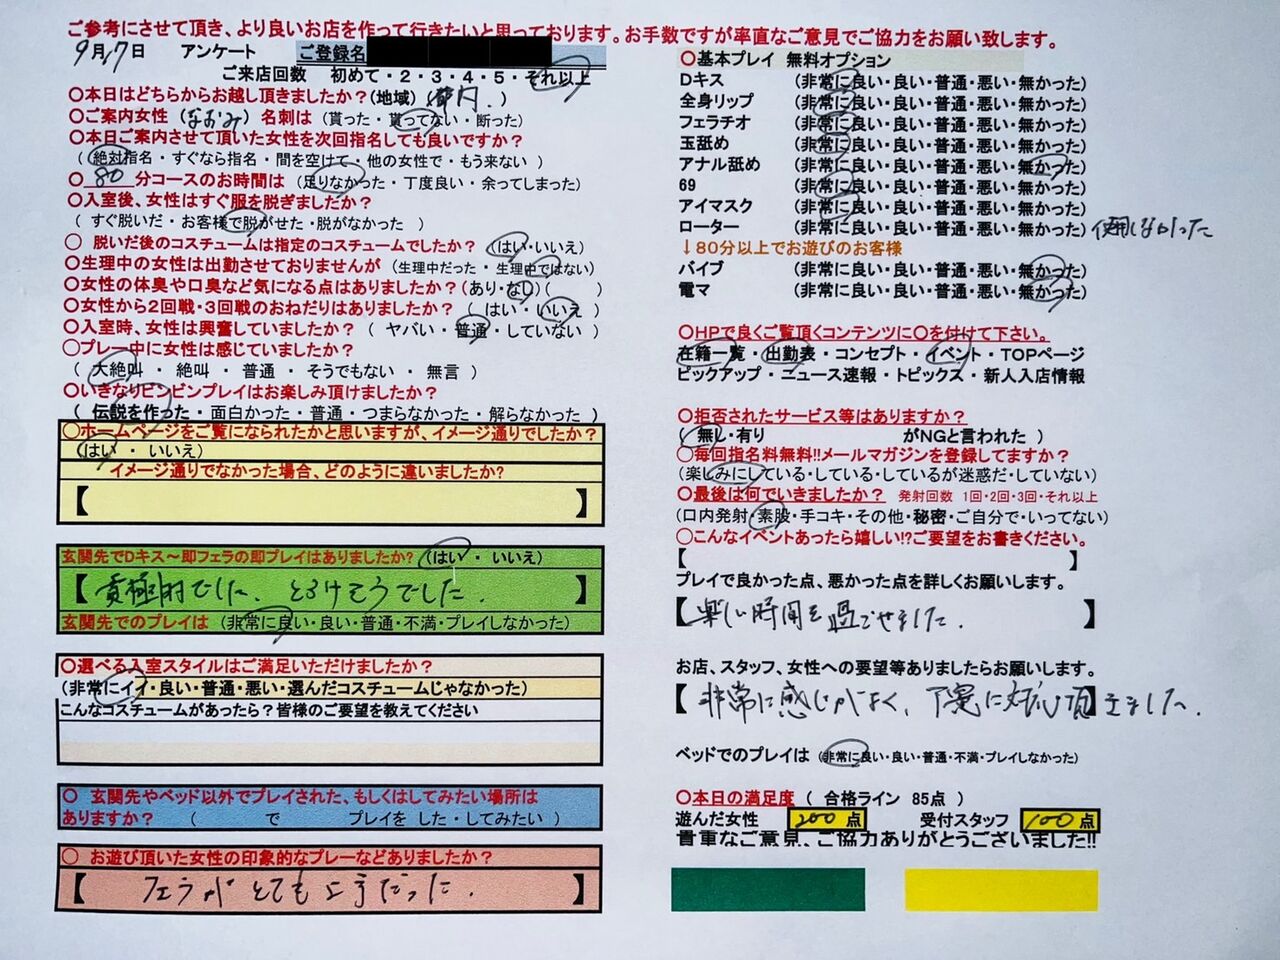 ご参考にさせて頂き、より良いお店を作って行きたいと思っております。お手数ですが率直なご意見でご協力をお願い致します。
9月17日 アンケート ご登録名
ご来店回数 初めて・2・3・4・5・それ以上
〇本日はどちらからお越し頂きましたか？(地域) (都内. )
〇ご案内女性 (なおみ) 名刺は (貰った・貰ってない・断った)
〇本日ご案内させて頂いた女性を次回指名しても良いですか？
( 絶対指名・すぐなら指名・間を空けて・他の女性で・もう来ない )
〇 80 分コースのお時間は (足りなかった・丁度良い・余ってしまった)
〇入室後、女性はすぐ服を脱ぎましたか？
( すぐ脱いだ・お客様で脱がせた・脱がなかった )
〇 脱いだ後のコスチュームは指定のコスチュームでしたか？ (はい・いいえ)
〇生理中の女性は出勤させておりませんが (生理中だった・生理中ではない)
〇女性の体臭や口臭など気になる点はありましたか？(あり・なし)( )
〇女性から2回戦・3回戦のおねだりはありましたか？ ( はい・いいえ )
〇入室時、女性は興奮していましたか？ ( ヤバい・普通・していない )
〇プレー中に女性は感じていましたか？
( 大絶叫 ・ 絶叫 ・ 普通 ・ そうでもない ・ 無言 )
〇いきなりビンビンプレイはお楽しみ頂けましたか？
( 伝説を作った・面白かった・普通・つまらなかった・解らなかった )
〇ホームページをご覧になられたかと思いますが、イメージ通りでしたか？
(はい ・ いいえ)
イメージ通りでなかった場合、どのように違いましたか?
【 】
玄関先でDキス～即フェラの即プレイはありましたか? (はい ・ いいえ)
【 積極的でした. とろけそうでした. 】
玄関先でのプレイは (非常に良い・良い・普通・不満・プレイしなかった)
〇選べる入室スタイルはご満足いただけましたか？
(非常にイイ・良い・普通・悪い・選んだコスチュームじゃなかった)
こんなコスチュームがあったら？皆様のご要望を教えてください
〇 玄関先やベッド以外でプレイされた、もしくはしてみたい場所は
ありますか？ ( で プレイを した・してみたい )
〇 お遊び頂いた女性の印象的なプレーなどありましたか？
【 フェラがとても上手だった. 】
〇基本プレイ 無料オプション
Dキス (非常に良い・良い・普通・悪い・無かった)
全身リップ (非常に良い・良い・普通・悪い・無かった)
フェラチオ (非常に良い・良い・普通・悪い・無かった)
玉舐め (非常に良い・良い・普通・悪い・無かった)
アナル舐め (非常に良い・良い・普通・悪い・無かった)
69 (非常に良い・良い・普通・悪い・無かった)
アイマスク (非常に良い・良い・普通・悪い・無かった)
ローター (非常に良い・良い・普通・悪い・無かった) 使用しなかった
↓80分以上でお遊びのお客様
バイブ (非常に良い・良い・普通・悪い・無かった)
電マ (非常に良い・良い・普通・悪い・無かった)
〇HPで良くご覧頂くコンテンツに〇を付けて下さい。
在籍一覧・出勤表・コンセプト・イベント・TOPページ
ピックアップ・ニュース速報・トピックス・新人入店情報
〇拒否されたサービス等はありますか？
( 無し・有り がNGと言われた )
〇毎回指名料無料!!メールマガジンを登録してますか？
(楽しみにしている・している・しているが迷惑だ・していない)
〇最後は何でいきましたか？ 発射回数 1回・2回・3回・それ以上
(口内発射・素股・手コキ・その他・秘密・ご自分で・いってない)
〇こんなイベントあったら嬉しい!?ご要望をお書きください。
【 】
プレイで良かった点、悪かった点を詳しくお願いします。
【楽しい時間を過ごせました. 】
お店、スタッフ、女性への要望等ありましたらお願いします。
【 非常に感じがよく、丁寧に対応頂】きました.
ベッドでのプレイは (非常に良い・良い・普通・不満・プレイしなかった)
〇本日の満足度 ( 合格ライン 85点 )
遊んだ女性 200 点 受付スタッフ 100 点
貴重なご意見、ご協力ありがとうございました!!